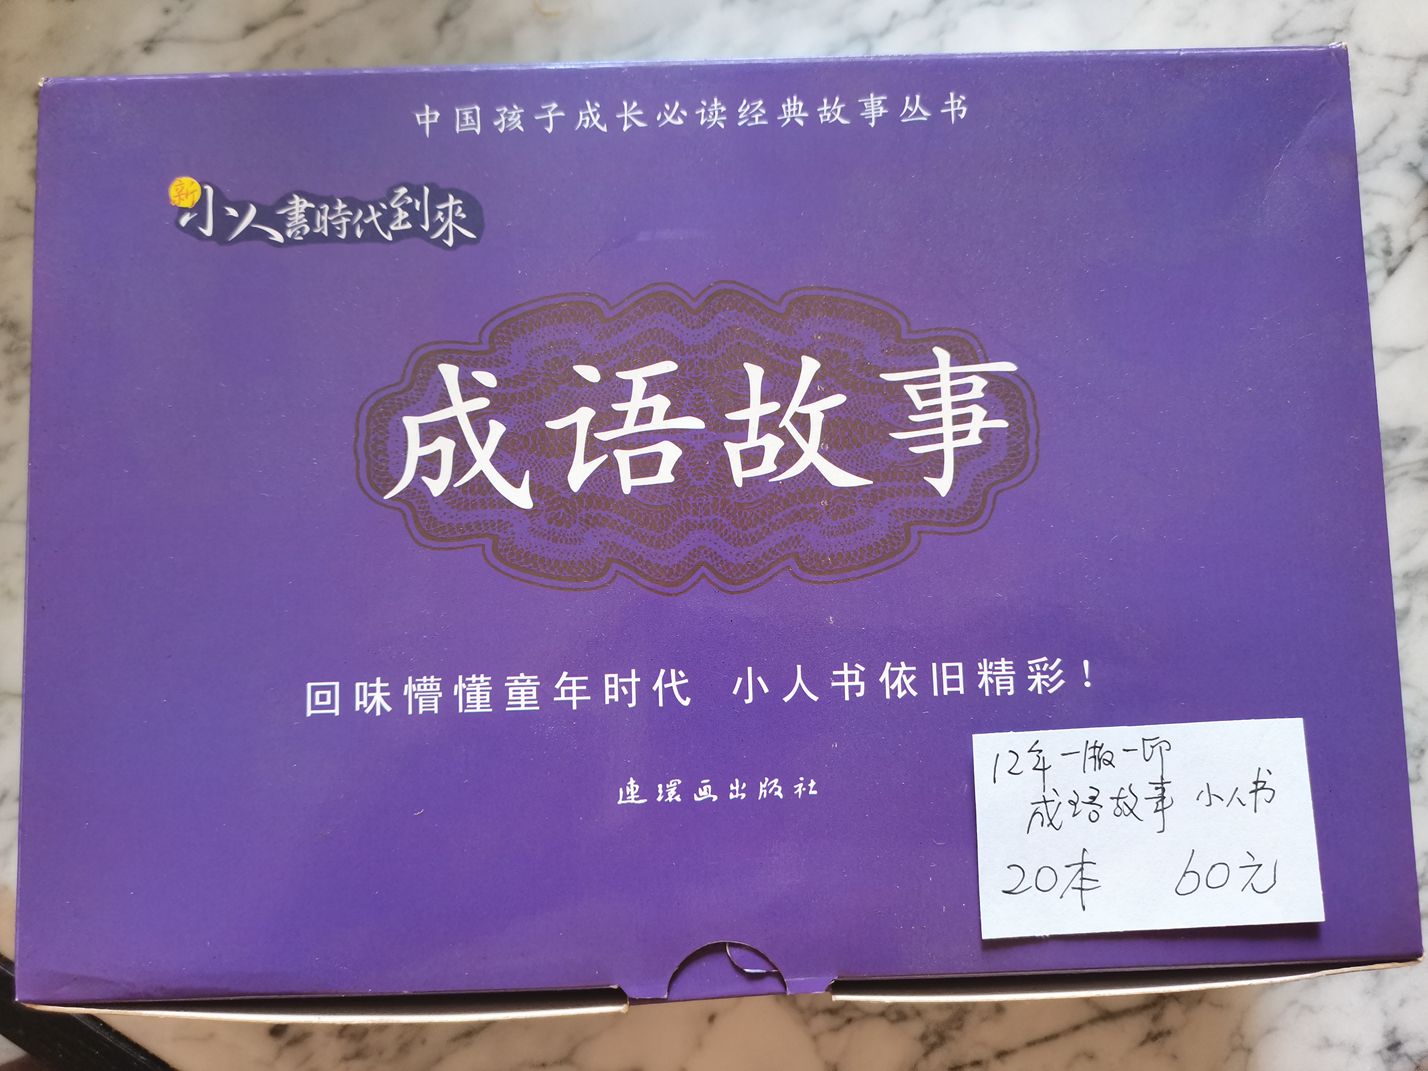 中国孩子成长必读经典故事丛书
新小人書時代到來
成语故事
回味懵懂童年时代 小人书依旧精彩！
連環画出版社
12年一版一印
成语故事 小人书
20本 60元